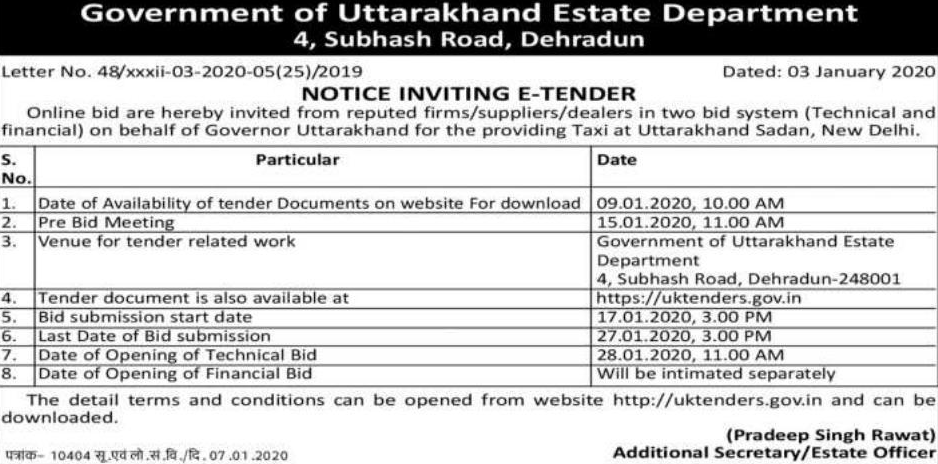 Government of Uttarakhand Estate Department
4, Subhash Road, Dehradun
Letter No. 48/xxxii-03-2020-05(25)/2019 Dated: 03 January 2020
NOTICE INVITING E-TENDER
Online bid are hereby invited from reputed firms/suppliers/dealers in two bid system (Technical and
financial) on behalf of Governor Uttarakhand for the providing Taxi at Uttarakhand Sadan, New Delhi.
S. No. Particular Date
1. Date of Availability of tender Documents on website For download 09.01.2020, 10.00 AM
2. Pre Bid Meeting 15.01.2020, 11.00 AM
3. Venue for tender related work Government of Uttarakhand Estate
Department
4, Subhash Road, Dehradun-248001
4. Tender document is also available at https://uktenders.gov.in
5. Bid submission start date 17.01.2020, 3.00 PM
6. Last Date of Bid submission 27.01.2020, 3.00 PM
7. Date of Opening of Technical Bid 28.01.2020, 11.00 AM
8. Date of Opening of Financial Bid Will be intimated separately
The detail terms and conditions can be opened from website http://uktenders.gov.in and can be
downloaded.
(Pradeep Singh Rawat)
पत्रांक- 10404 सू.एवं लो.सं.वि./दि. 07.01.2020 Additional Secretary/Estate Officer